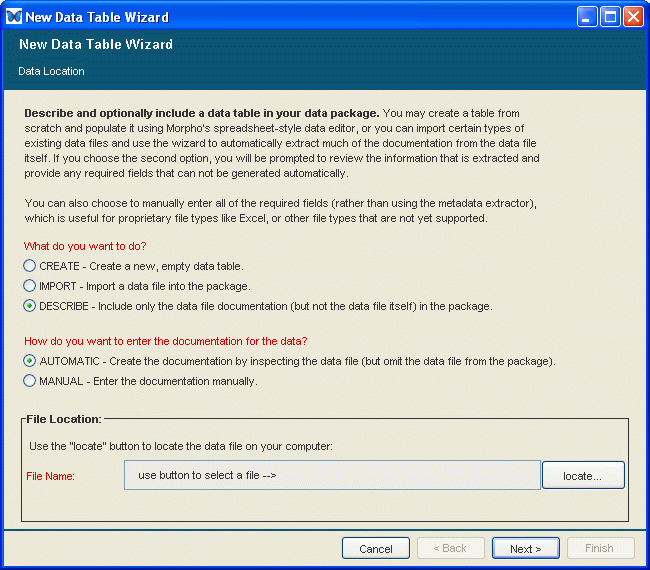 New Data Table Wizard
New Data Table Wizard
Data Location
Describe and optionally include a data table in your data package. You may create a table from
scratch and populate it using Morpho's spreadsheet-style data editor, or you can import certain types of
existing data files and use the wizard to automatically extract much of the documentation from the data file
itself. If you choose the second option, you will be prompted to review the information that is extracted and
provide any required fields that can not be generated automatically.
You can also choose to manually enter all of the required fields (rather than using the metadata extractor),
which is useful for proprietary file types like Excel, or other file types that are not yet supported.
What do you want to do?
CREATE - Create a new, empty data table.
IMPORT - Import a data file into the package.
DESCRIBE - Include only the data file documentation (but not the data file itself) in the package.
How do you want to enter the documentation for the data?
AUTOMATIC - Create the documentation by inspecting the data file (but omit the data file from the package).
MANUAL - Enter the documentation manually.
File Location:
Use the "locate" button to locate the data file on your computer:
File Name:
use button to select a file -->
locate...
Cancel
< Back
Next >
Finish